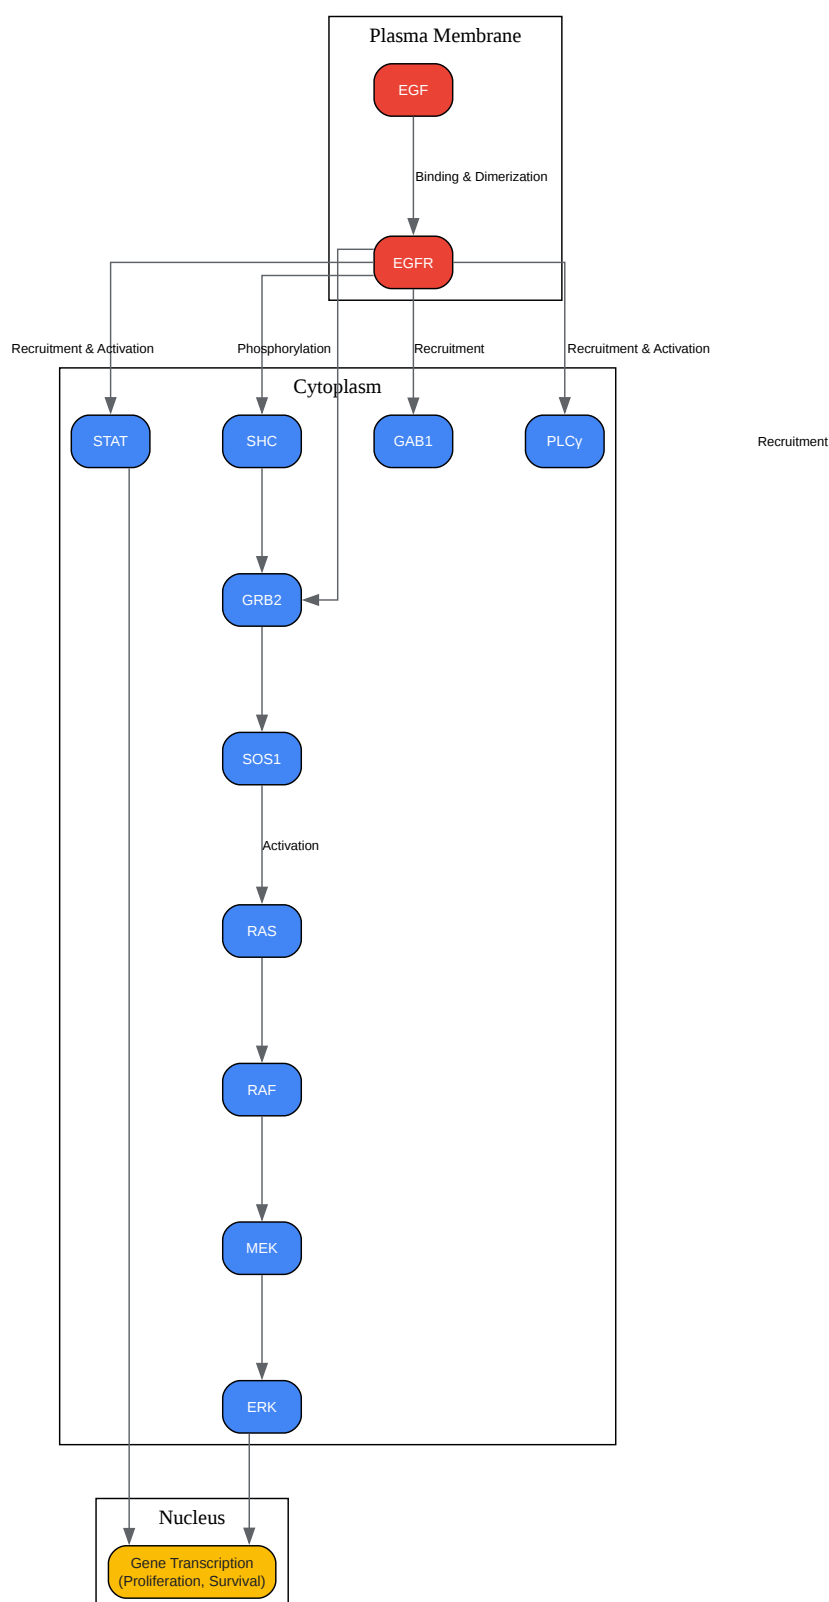 Plasma Membrane
EGF
Binding & Dimerization
EGFR
Recruitment & Activation
Phosphorylation
Recruitment
Recruitment & Activation
Cytoplasm
STAT
SHC
GAB1
PLCγ
Recruitment
GRB2
SOS1
Activation
RAS
RAF
MEK
ERK
Nucleus
Gene Transcription
(Proliferation, Survival)